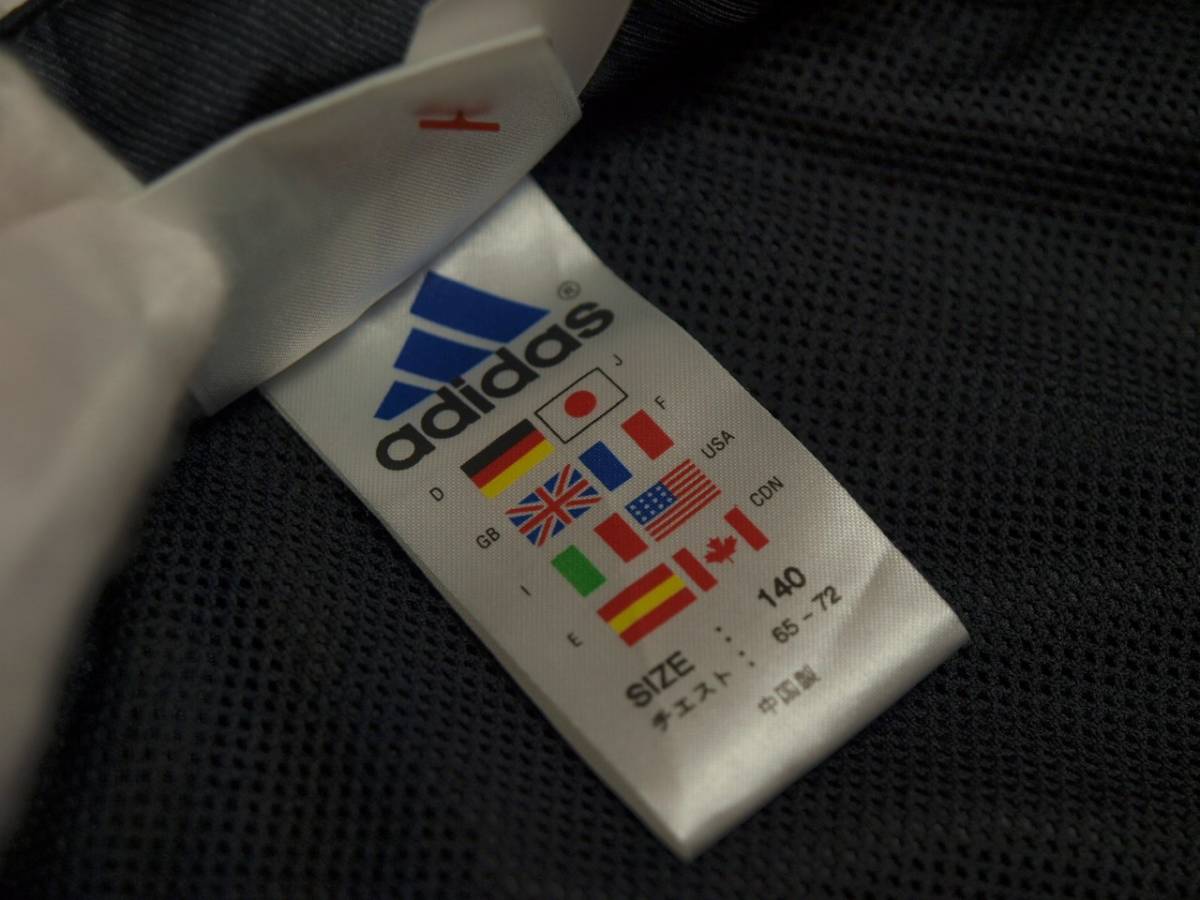 adidas®
D J
GB F
I USA
E CDN
SIZE : 140
チェスト : 65-72
中国製